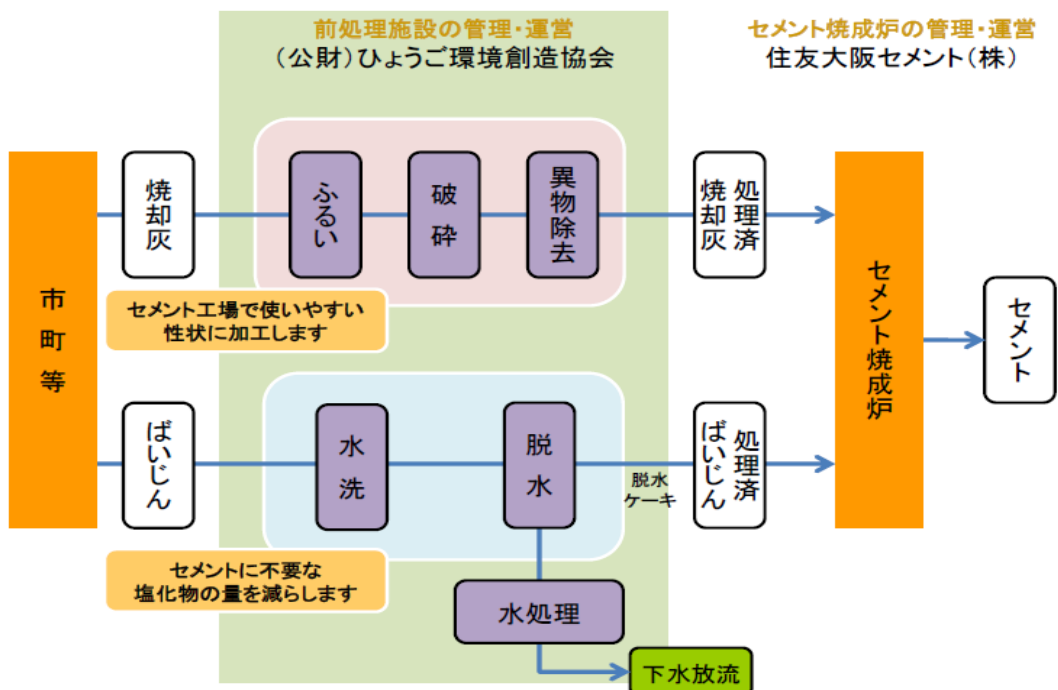 前処理施設の管理・運営
（公財）ひょうご環境創造協会
セメント焼成炉の管理・運営
住友大阪セメント（株）
市町等
焼却灰
ふるい
破砕
異物除去
処理済
焼却灰
セメント工場で使いやすい
性状に加工します
セメント焼成炉
セメント
ばいじん
水洗
脱水
脱水
ケーキ
処理済
ばいじん
セメントに不要な
塩化物の量を減らします
水処理
下水放流